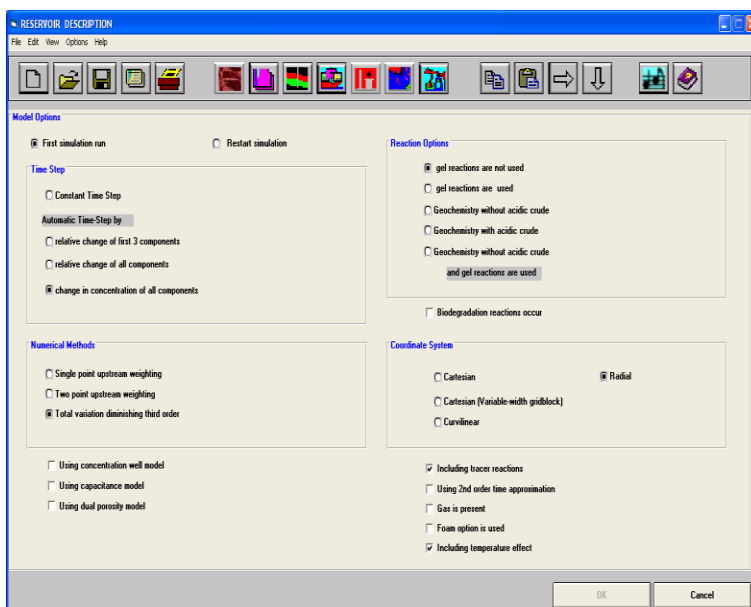 RESERVOIR DESCRIPTION
File Edit View Options Help
Model Options
First simulation run
Restart simulation
Time Step
Constant Time Step
Automatic Time-Step by
relative change of first 3 components
relative change of all components
change in concentration of all components
Reaction Options
gel reactions are not used
gel reactions are used
Geochemistry without acidic crude
Geochemistry with acidic crude
Geochemistry without acidic crude
and gel reactions are used
Biodegradation reactions occur
Numerical Methods
Single point upstream weighting
Two point upstream weighting
Total variation diminishing third order
Coordinate System
Cartesian
Radial
Cartesian (Variable-width gridblock)
Curvilinear
Using concentration well model
Using capacitance model
Using dual porosity model
Including tracer reactions
Using 2nd order time approximation
Gas is present
Foam option is used
Including temperature effect
OK
Cancel